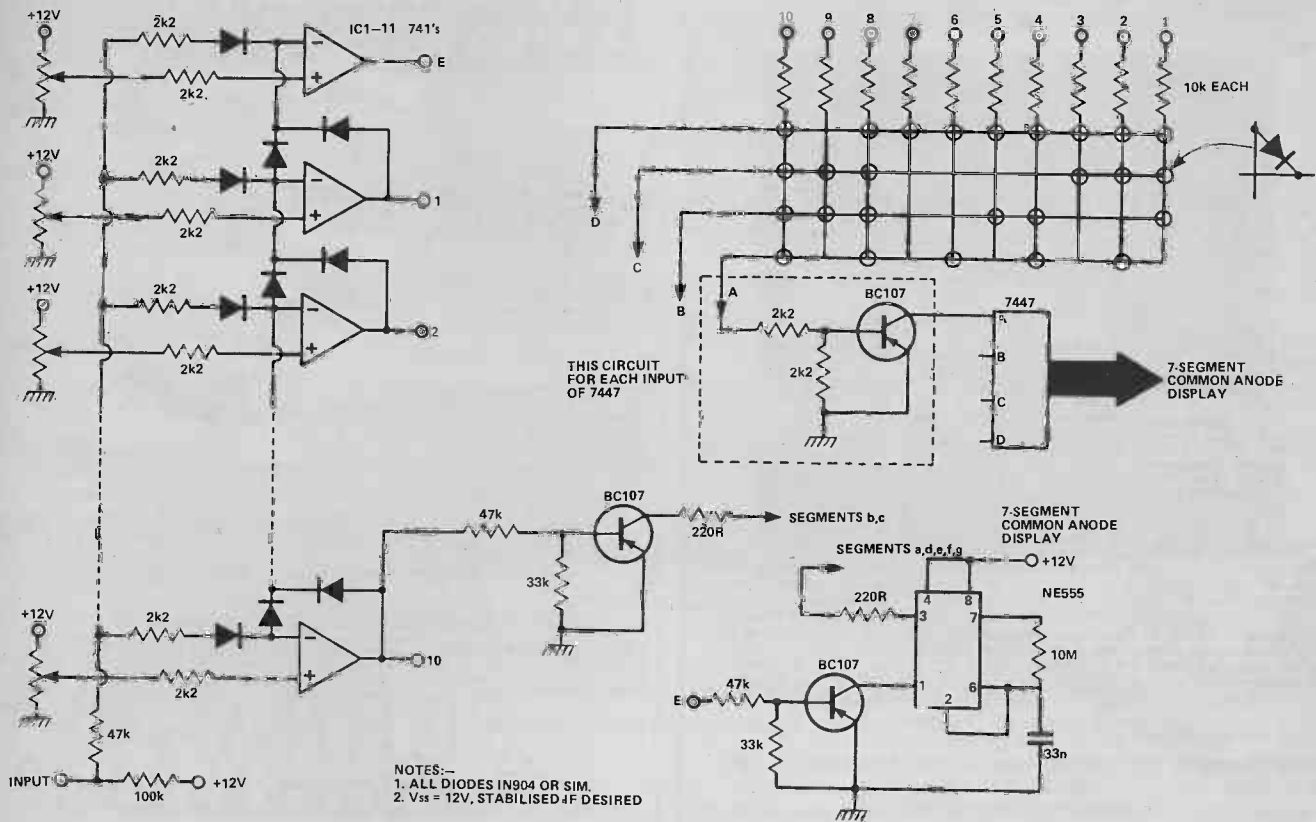 +12V
2k2
IC1–11 741's
E
2k2
+12V
2k2
1
2k2
+12V
2k2
2
2k2
10 9 8 7 6 5 4 3 2 1
10k EACH
D
C
B
A
2k2
BC107
7447
A
B
C
D
2k2
THIS CIRCUIT
FOR EACH INPUT
OF 7447
7-SEGMENT
COMMON ANODE
DISPLAY
+12V
2k2
2k2
10
47k
BC107
220R
SEGMENTS b,c
33k
47k
INPUT
100k
+12V
NOTES:–
1. ALL DIODES IN904 OR SIM.
2. Vss = 12V, STABILISED IF DESIRED
7-SEGMENT
COMMON ANODE
DISPLAY
SEGMENTS a,d,e,f,g
+12V
NE555
220R
4 8
3 7
10M
BC107
E
47k
1
6
2
33k
33n